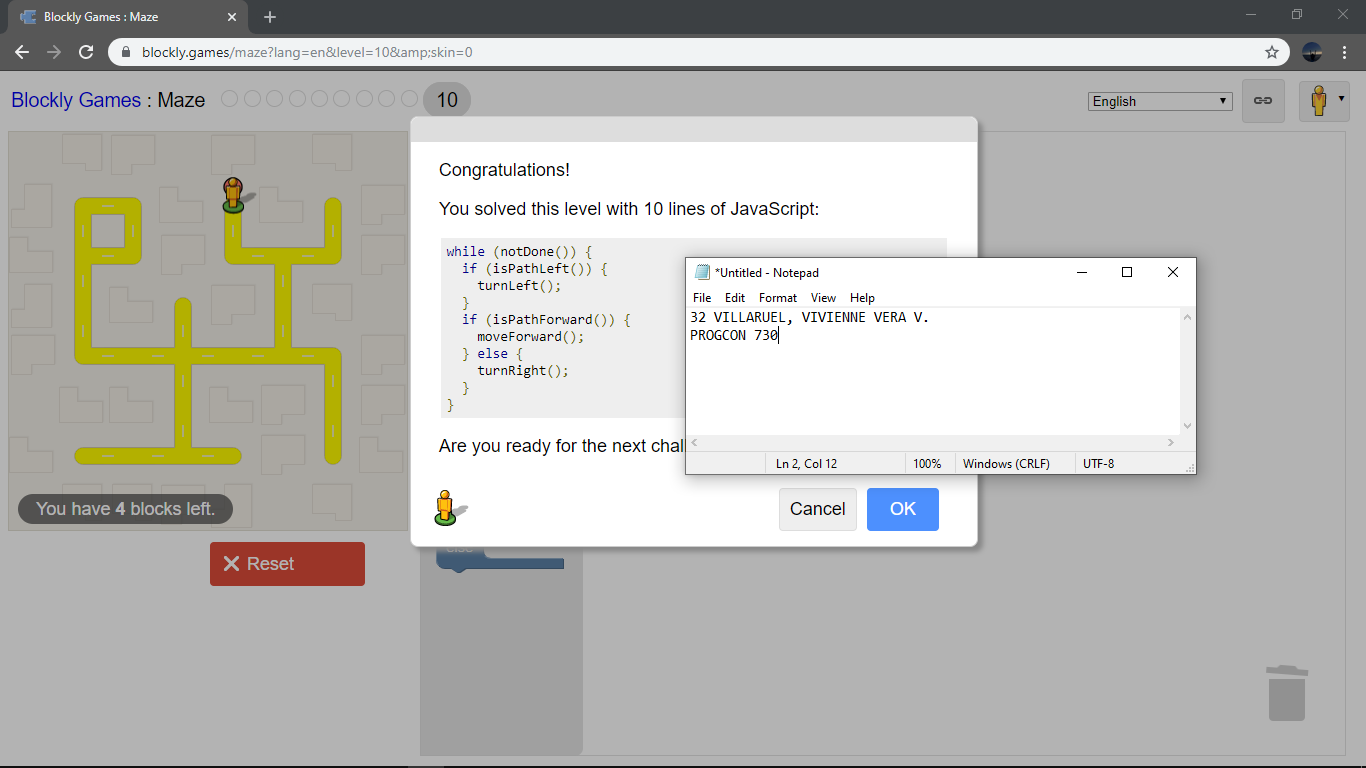 Blockly Games : Maze
blockly.games/maze?lang=en&level=10&amp;skin=0
Blockly Games : Maze
10
English
Congratulations!
You solved this level with 10 lines of JavaScript:
while (notDone()) {
if (isPathLeft()) {
turnLeft();
}
if (isPathForward()) {
moveForward();
} else {
turnRight();
}
}
Are you ready for the next chal
Cancel
OK
*Untitled - Notepad
File Edit Format View Help
32 VILLARUEL, VIVIENNE VERA V.
PROGCON 730
Ln 2, Col 12
100%
Windows (CRLF)
UTF-8
You have 4 blocks left.
Reset
else